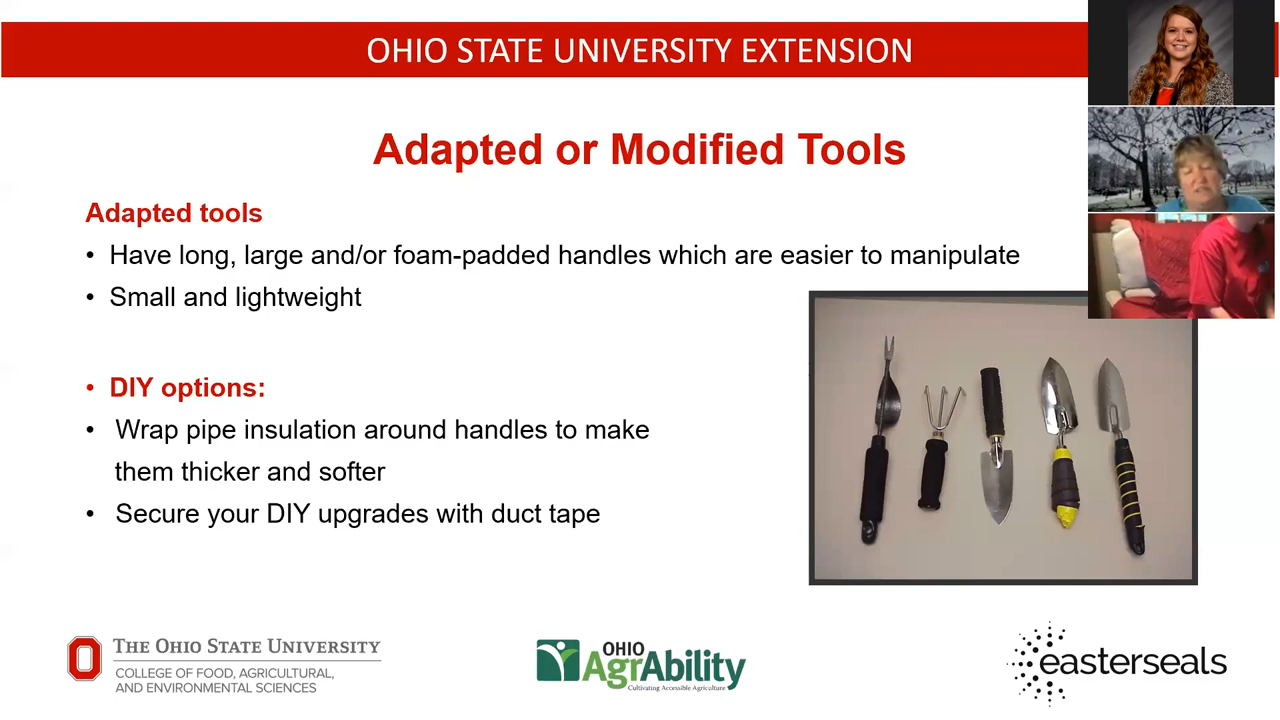 OHIO STATE UNIVERSITY EXTENSION
Adapted or Modified Tools
Adapted tools
• Have long, large and/or foam-padded handles which are easier to manipulate
• Small and lightweight
• DIY options:
• Wrap pipe insulation around handles to make
them thicker and softer
• Secure your DIY upgrades with duct tape
THE OHIO STATE UNIVERSITY
COLLEGE OF FOOD, AGRICULTURAL,
AND ENVIRONMENTAL SCIENCES
OHIO
AgrAbility
Cultivating Accessible Agriculture
easterseals